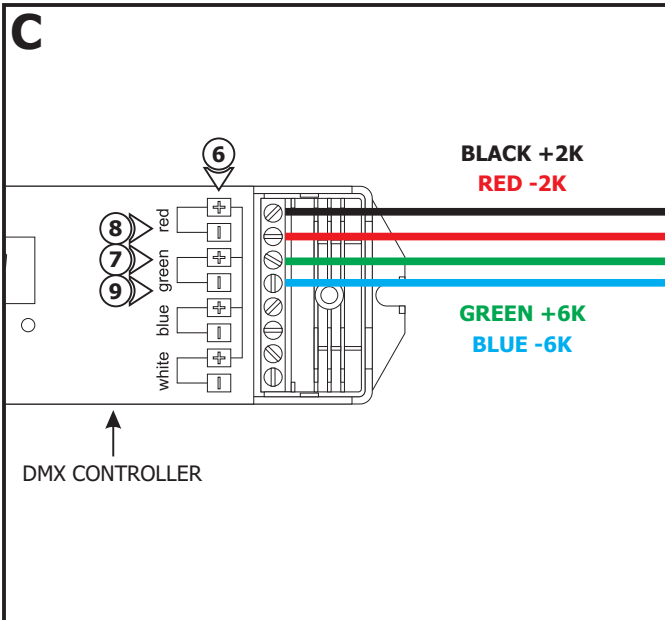 C
6
BLACK +2K
RED -2K
8
7
9
red
green
blue
white
+
−
+
−
+
−
+
−
GREEN +6K
BLUE -6K
DMX CONTROLLER